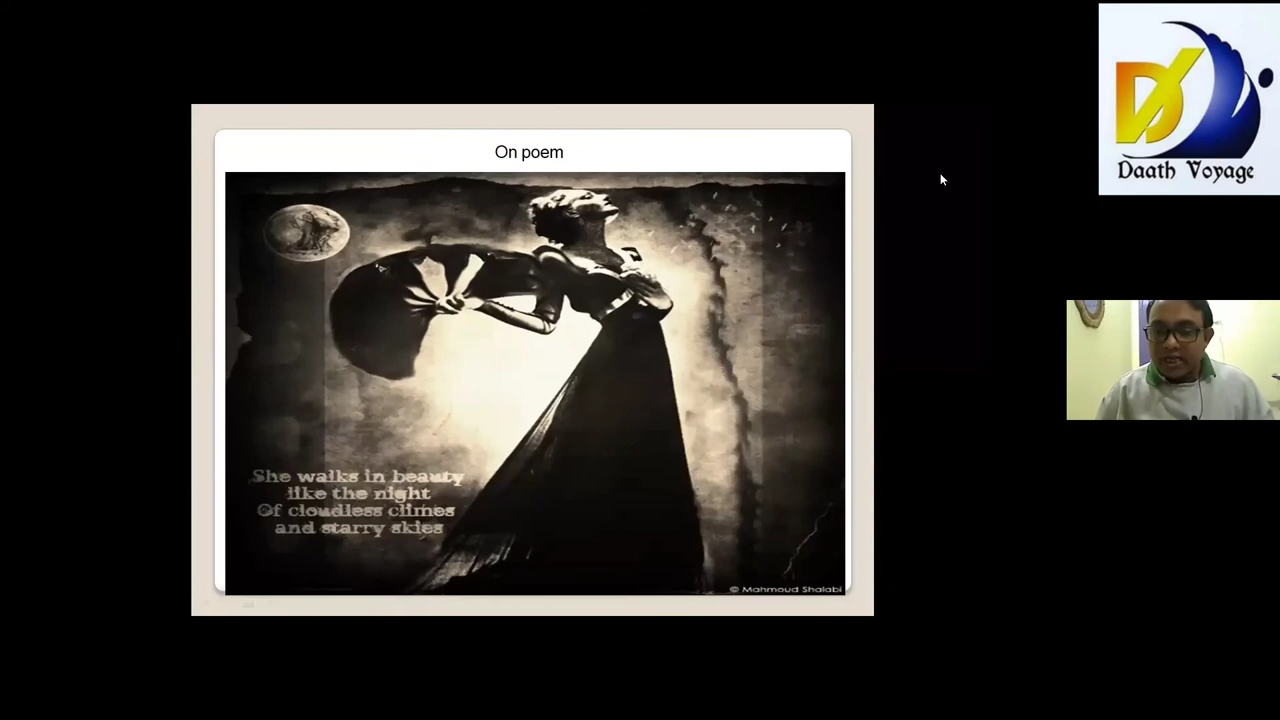 On poem
She walks in beauty
like the night
Of cloudless climes
and starry skies
© Mahmoud Shalabi
Daath Voyage